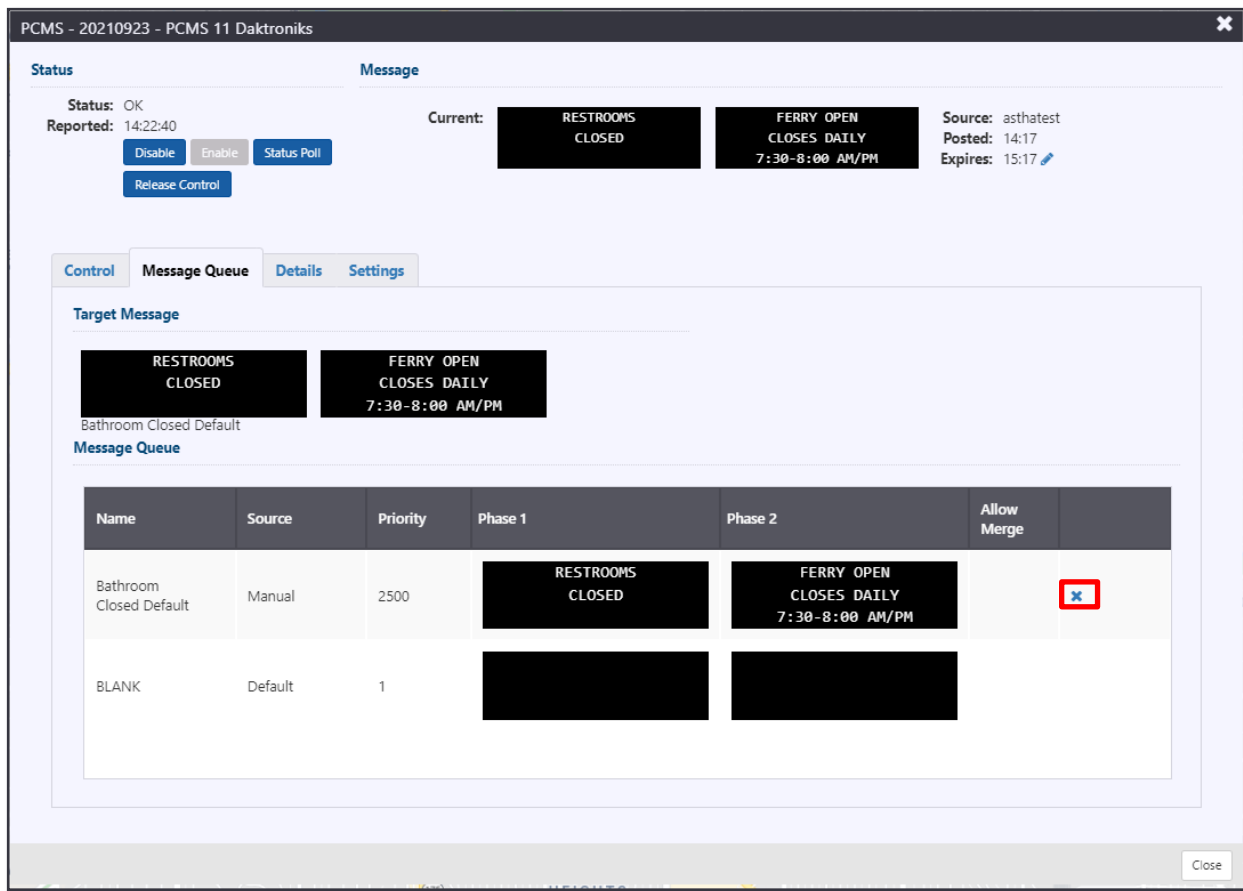 PCMS - 20210923 - PCMS 11 Daktroniks
Status
Message
Status: OK
Reported: 14:22:40
Disable Enable Status Poll
Release Control
Current:
RESTROOMS
CLOSED
FERRY OPEN
CLOSES DAILY
7:30-8:00 AM/PM
Source: asthatest
Posted: 14:17
Expires: 15:17
Control Message Queue Details Settings
Target Message
RESTROOMS
CLOSED
FERRY OPEN
CLOSES DAILY
7:30-8:00 AM/PM
Bathroom Closed Default
Message Queue
Name Source Priority Phase 1 Phase 2 Allow
Merge
Bathroom
Closed Default
Manual
2500
RESTROOMS
CLOSED
FERRY OPEN
CLOSES DAILY
7:30-8:00 AM/PM
BLANK Default 1
Close